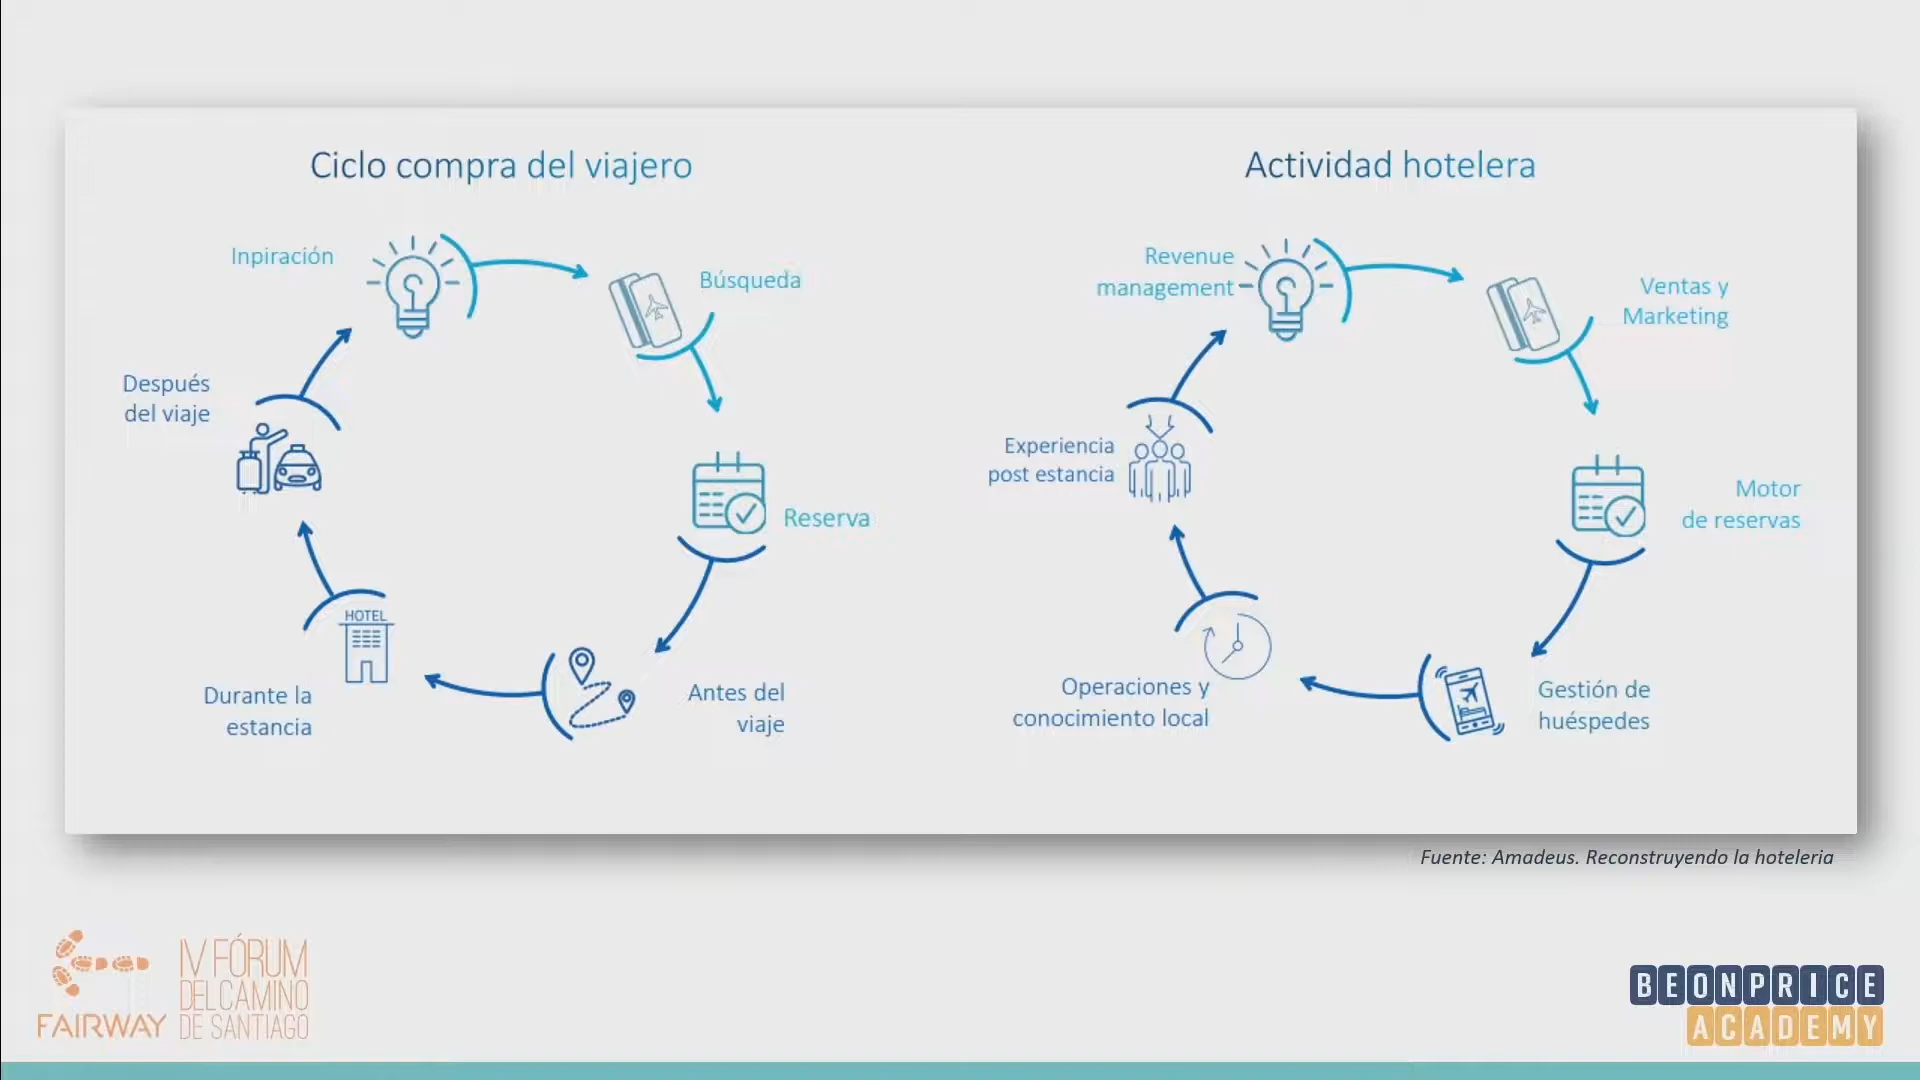 Ciclo compra del viajero
Inpiración
Búsqueda
Después
del viaje
Reserva
HOTEL
Durante la
estancia
Antes del
viaje
Actividad hotelera
Revenue
management
Ventas y
Marketing
Experiencia
post estancia
Motor
de reservas
Operaciones y
conocimiento local
Gestión de
huéspedes
Fuente: Amadeus. Reconstruyendo la hoteleria
FAIRWAY
IV FÓRUM
DEL CAMINO
DE SANTIAGO
BEONPRICE
ACADEMY